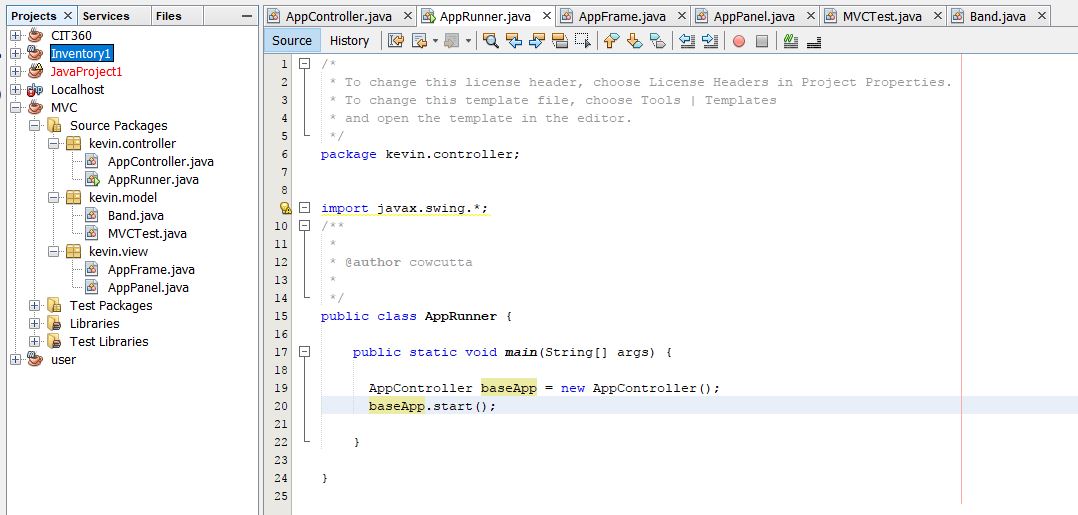 Projects
Services
Files
CIT360
Inventory1
JavaProject1
Localhost
MVC
Source Packages
kevin.controller
AppController.java
AppRunner.java
kevin.model
Band.java
MVCTest.java
kevin.view
AppFrame.java
AppPanel.java
Test Packages
Libraries
Test Libraries
user
AppController.java
AppRunner.java
AppFrame.java
AppPanel.java
MVCTest.java
Band.java
Source
History
1 /*
2 * To change this license header, choose License Headers in Project Properties.
3 * To change this template file, choose Tools | Templates
4 * and open the template in the editor.
5 */
6 package kevin.controller;
7
8
import javax.swing.*;
10 /**
11 *
12 * @author cowcutta
13 *
14 */
15 public class AppRunner {
16
17 public static void main(String[] args) {
18
19 AppController baseApp = new AppController();
20 baseApp.start();
21
22 }
23
24 }
25